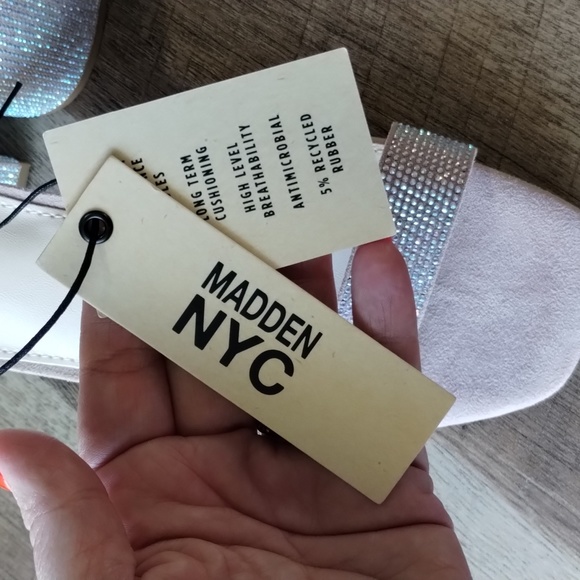 MADDEN
NYC
LONG TERM
CUSHIONING
HIGH LEVEL
BREATHABILITY
ANTIMICROBIAL
5% RECYCLED
RUBBER